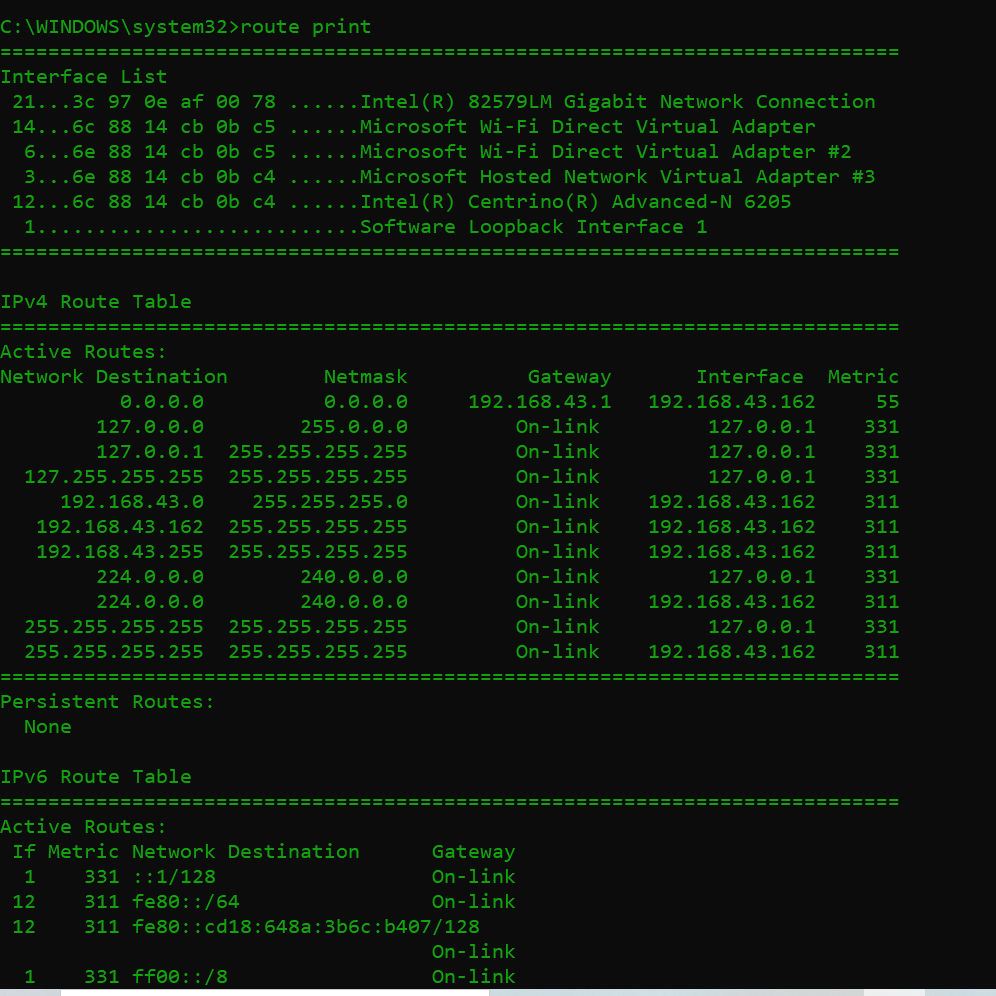 C:\WINDOWS\system32>route print
===========================================================================
Interface List
 21...3c 97 0e af 00 78 ......Intel(R) 82579LM Gigabit Network Connection
 14...6c 88 14 cb 0b c5 ......Microsoft Wi-Fi Direct Virtual Adapter
  6...6e 88 14 cb 0b c5 ......Microsoft Wi-Fi Direct Virtual Adapter #2
  3...6e 88 14 cb 0b c4 ......Microsoft Hosted Network Virtual Adapter #3
 12...6c 88 14 cb 0b c4 ......Intel(R) Centrino(R) Advanced-N 6205
  1...........................Software Loopback Interface 1
===========================================================================

IPv4 Route Table
===========================================================================
Active Routes:
Network Destination        Netmask          Gateway       Interface  Metric
          0.0.0.0          0.0.0.0     192.168.43.1   192.168.43.162     55
        127.0.0.0        255.0.0.0         On-link         127.0.0.1    331
        127.0.0.1  255.255.255.255         On-link         127.0.0.1    331
  127.255.255.255  255.255.255.255         On-link         127.0.0.1    331
     192.168.43.0    255.255.255.0         On-link    192.168.43.162    311
   192.168.43.162  255.255.255.255         On-link    192.168.43.162    311
   192.168.43.255  255.255.255.255         On-link    192.168.43.162    311
        224.0.0.0        240.0.0.0         On-link         127.0.0.1    331
        224.0.0.0        240.0.0.0         On-link    192.168.43.162    311
  255.255.255.255  255.255.255.255         On-link         127.0.0.1    331
  255.255.255.255  255.255.255.255         On-link    192.168.43.162    311
===========================================================================
Persistent Routes:
  None

IPv6 Route Table
===========================================================================
Active Routes:
 If Metric Network Destination      Gateway
  1    331 ::1/128                  On-link
 12    311 fe80::/64                On-link
 12    311 fe80::cd18:648a:3b6c:b407/128
                                    On-link
  1    331 ff00::/8                 On-link